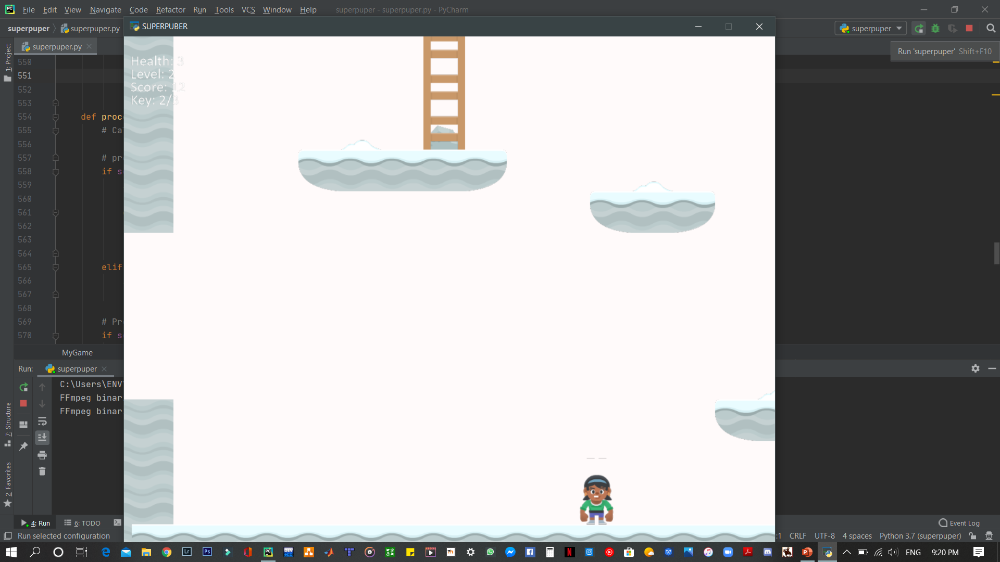 File Edit View Navigate Code Refactor Run Tools VCS Window Help superpuper - superpuper.py - PyCharm
superpuper superpuper.py
SUPERPUBER
superpuper
superpuper.py
Run 'superpuper' Shift+F10
1: Project
Health: 3
Level: 2
Score: 12
Key: 2/3
550
551
552
553
554 def proc
555 # Ca
556
557 # pr
558 if s
559
560
561
562
563
564
565 elif
566
567
568
569 # Pr
570 if s
MyGame
Run: superpuper
C:\Users\ENV
FFmpeg binar
FFmpeg binar
7: Structure
2: Favorites
4: Run 6: TODO
Event Log
Run selected configuration
:1 CRLF UTF-8 4 spaces Python 3.7 (superpuper)
ENG 9:20 PM